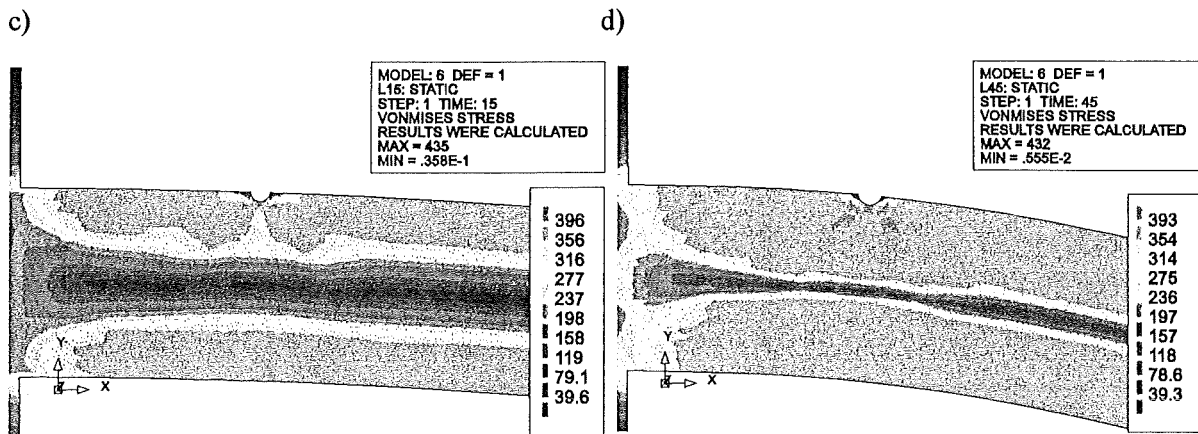 c)
MODEL: 6 DEF = 1
L15: STATIC
STEP: 1 TIME: 15
VONMISES STRESS
RESULTS WERE CALCULATED
MAX = 435
MIN = .358E-1
396
356
316
277
237
198
158
119
79.1
39.6
Y
Z X
d)
MODEL: 6 DEF = 1
L45: STATIC
STEP: 1 TIME: 45
VONMISES STRESS
RESULTS WERE CALCULATED
MAX = 432
MIN = .555E-2
393
354
314
275
236
197
157
118
78.6
39.3
Y
Z X